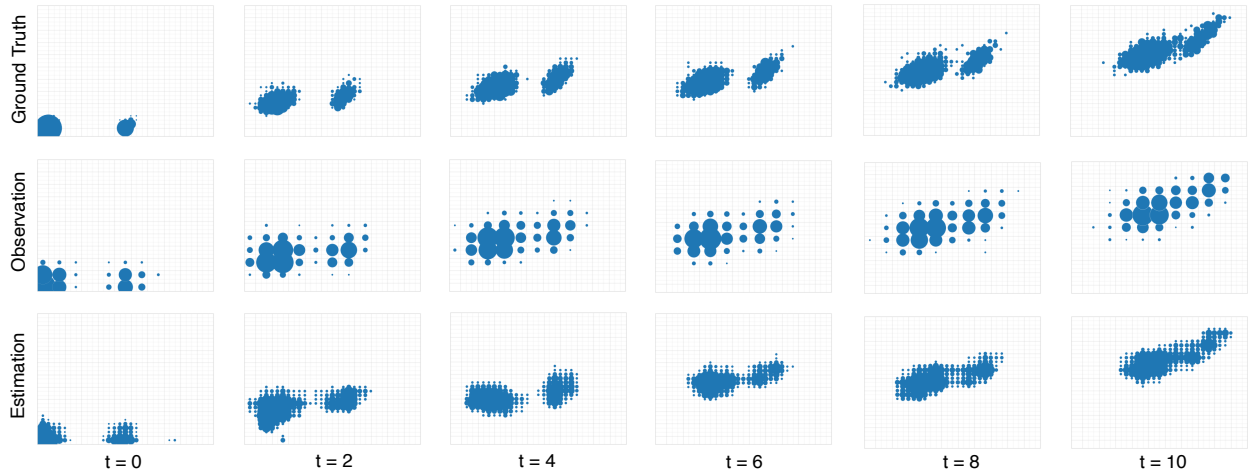 Ground Truth
Observation
Estimation
t = 0
t = 2
t = 4
t = 6
t = 8
t = 10